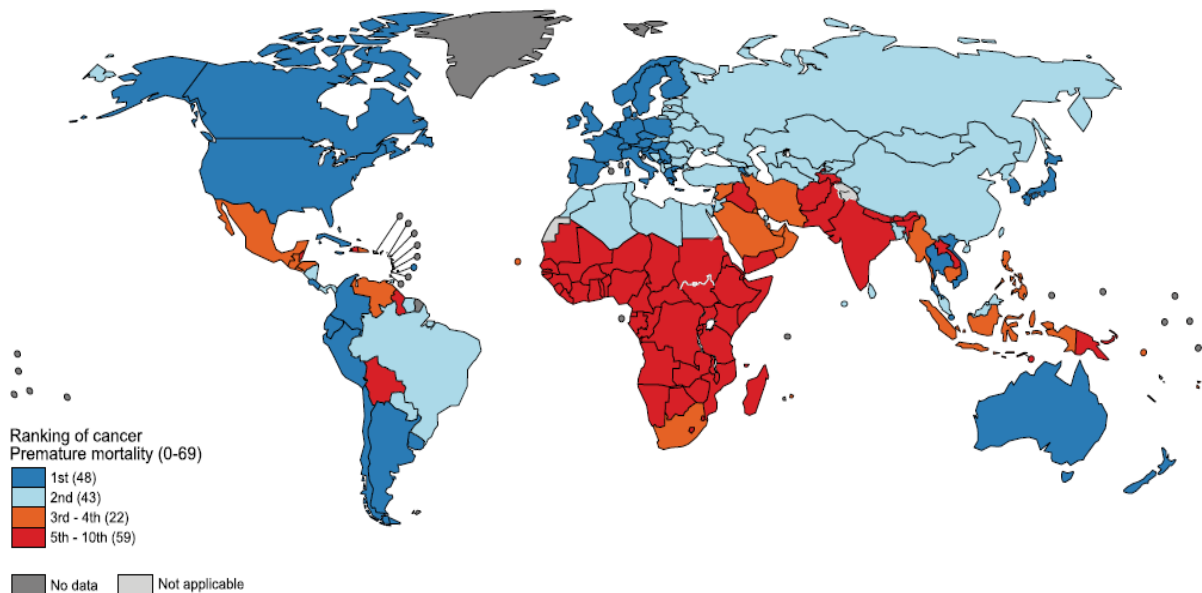 Ranking of cancer
Premature mortality (0-69)
1st (48)
2nd (43)
3rd - 4th (22)
5th - 10th (59)
No data
Not applicable